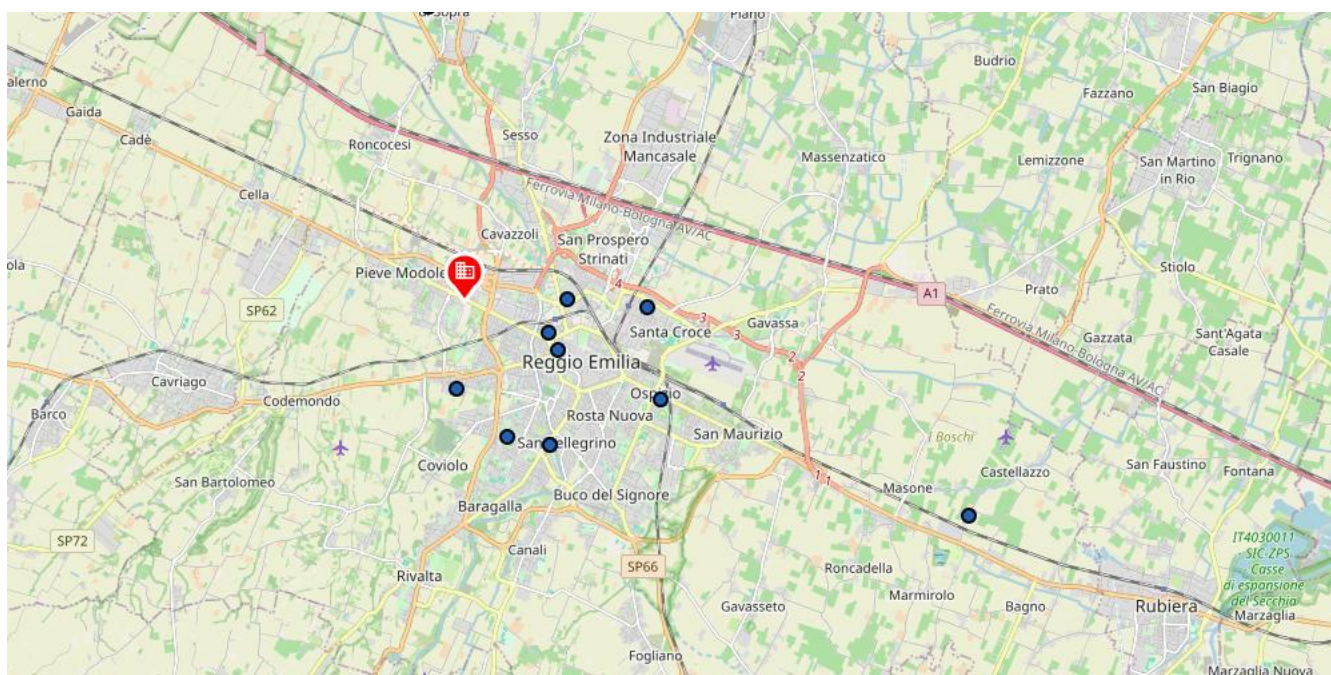 Sopra
Piano
Budrio
alerno
Gaida
Fazzano
San Biagio
Cadè
Sesso
Roncocesi
Zona Industriale
Mancasale
Massenzatico
Lemizzone
San Martino
in Rio
Trignano
Cella
Ferrovia Milano-Bologna AV/AC
Cavazzoli
San Prospero
Strinati
ola
Pieve Modole
Stiolo
4
A1
Prato
SP62
3
Ferrovia Milano-Bologna AV/AC
Santa Croce
Gavassa
3
Gazzata
Sant'Agata
Casale
2
Reggio Emilia
2
Cavriago
Codemondo
Barco
Rosta Nuova
San Maurizio
I Boschi
San Pellegrino
Coviolo
San Bartolomeo
11
Masone
Castellazzo
San Faustino
Fontana
Buco del Signore
Baragalla
SP72
Canali
IT4030011
- SIC-ZPS -
Casse
di espansione
del Secchia
SP66
Rivalta
Roncadella
Marmirolo
Gavasseto
Bagno
Rubiera
Marzaglia
Fogliano
Marzaglia Nuova